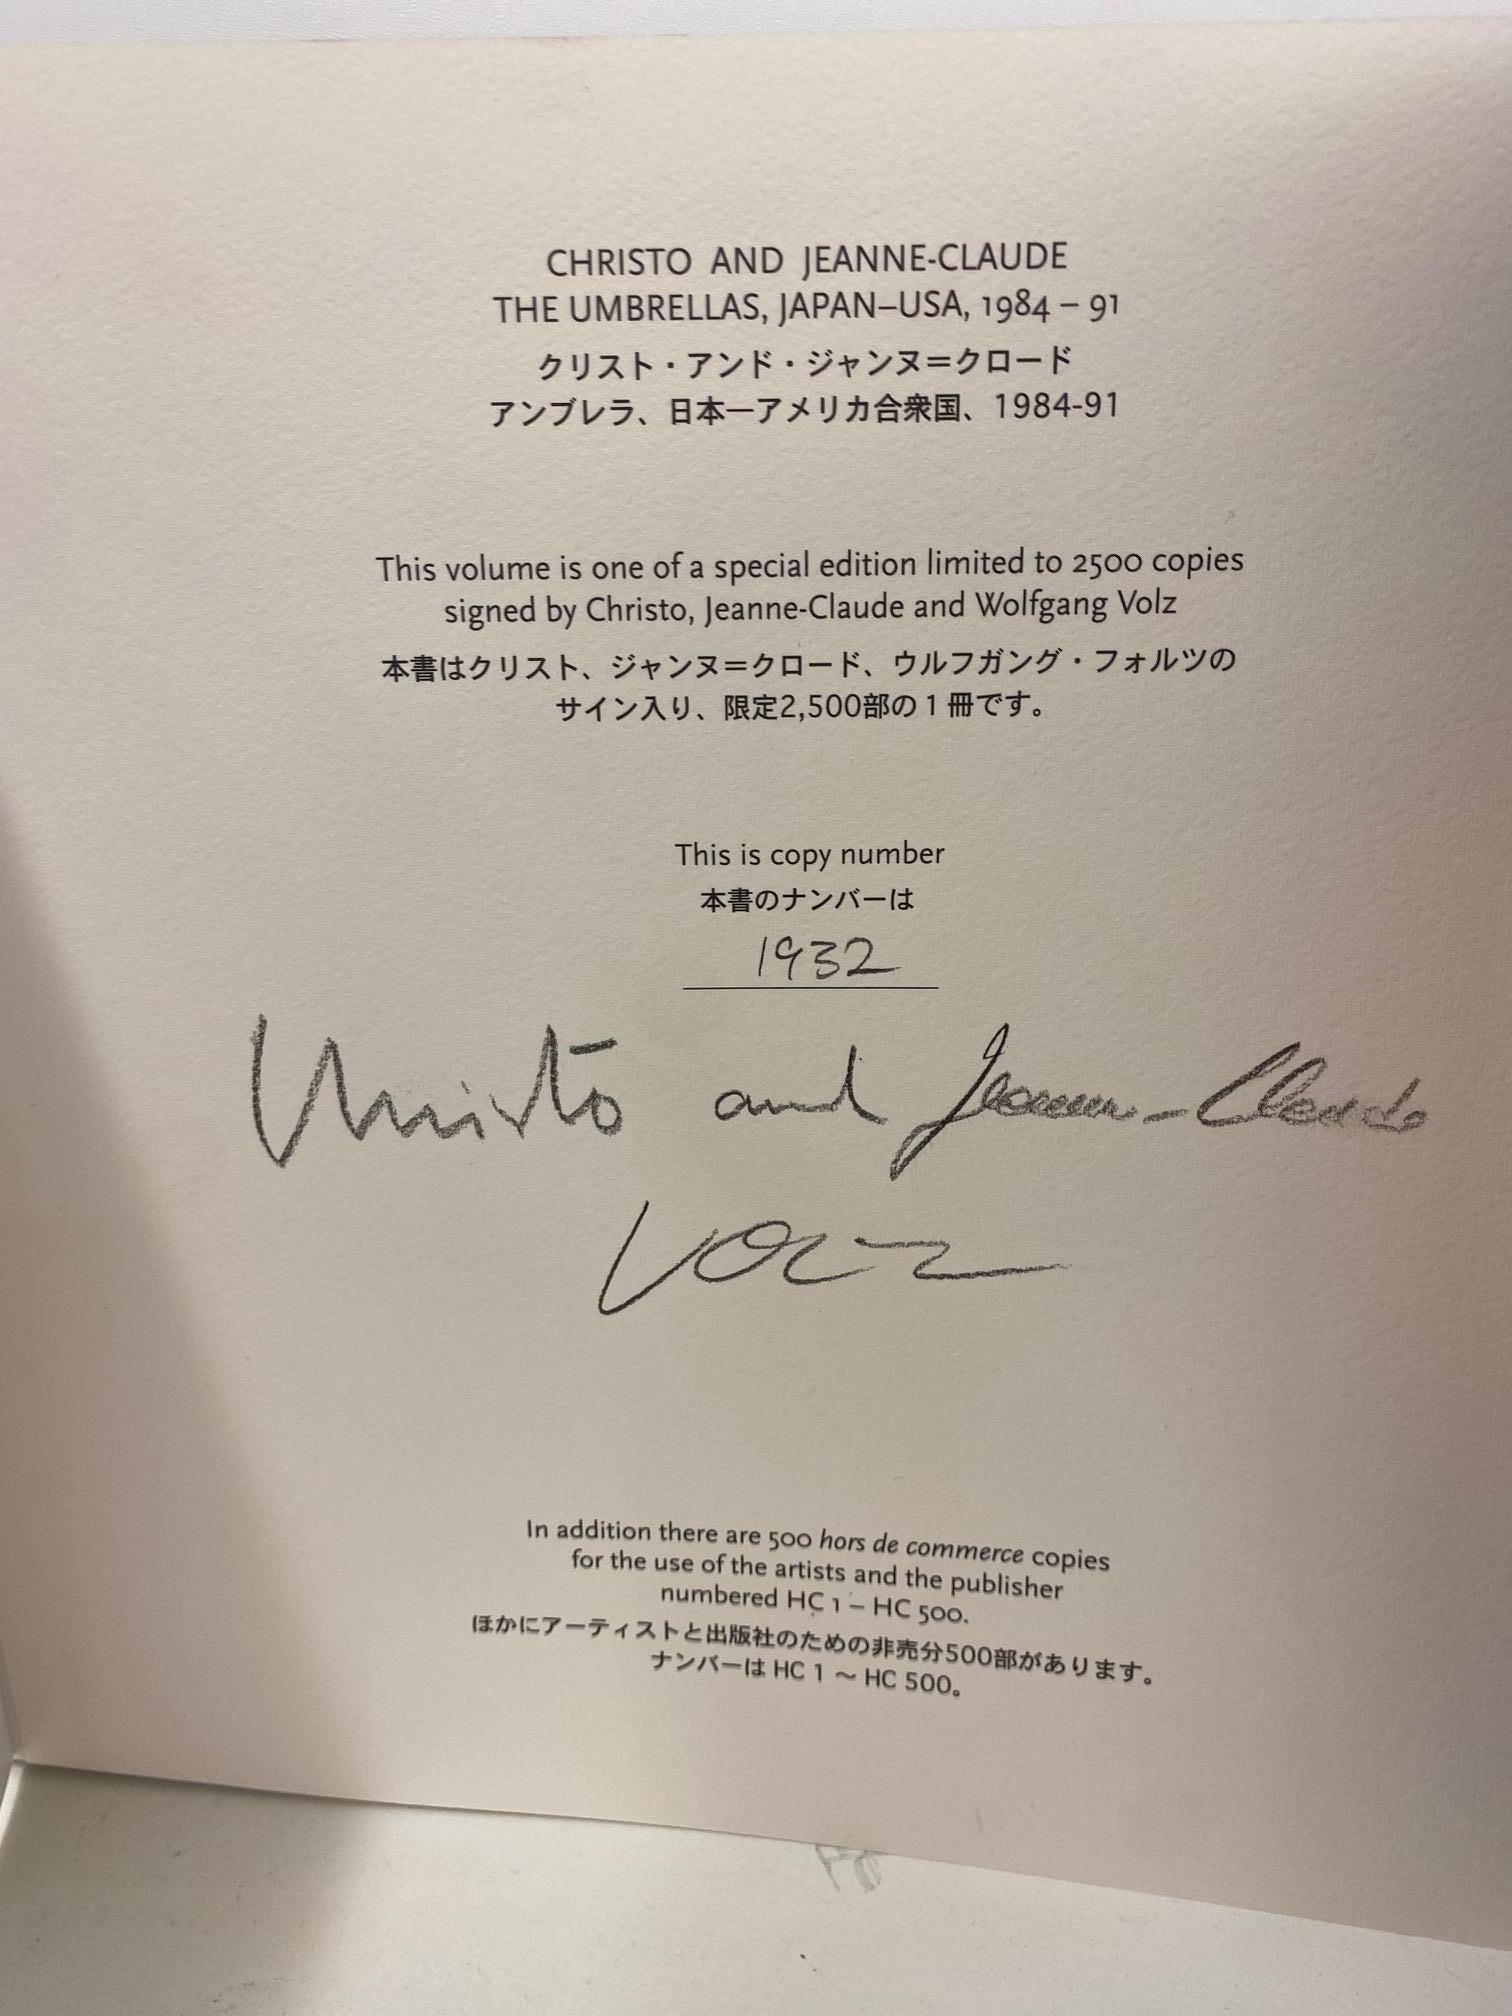 CHRISTO AND JEANNE-CLAUDE
THE UMBRELLAS, JAPAN–USA, 1984 – 91
クリスト・アンド・ジャンヌ＝クロード
アンブレラ、日本―アメリカ合衆国、1984-91
This volume is one of a special edition limited to 2500 copies
signed by Christo, Jeanne-Claude and Wolfgang Volz
本書はクリスト、ジャンヌ＝クロード、ウルフガング・フォルツの
サイン入り、限定2,500部の1冊です。
This is copy number
本書のナンバーは
1932
Christo and Jeanne-Claude
Volz
In addition there are 500 hors de commerce copies
for the use of the artists and the publisher
numbered HC 1 – HC 500.
ほかにアーティストと出版社のための非売分500部があります。
ナンバーは HC 1 ～ HC 500。